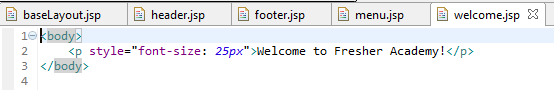 baseLayout.jsp header.jsp footer.jsp menu.jsp welcome.jsp
1 <body>
2 <p style="font-size: 25px">Welcome to Fresher Academy!</p>
3 </body>
4